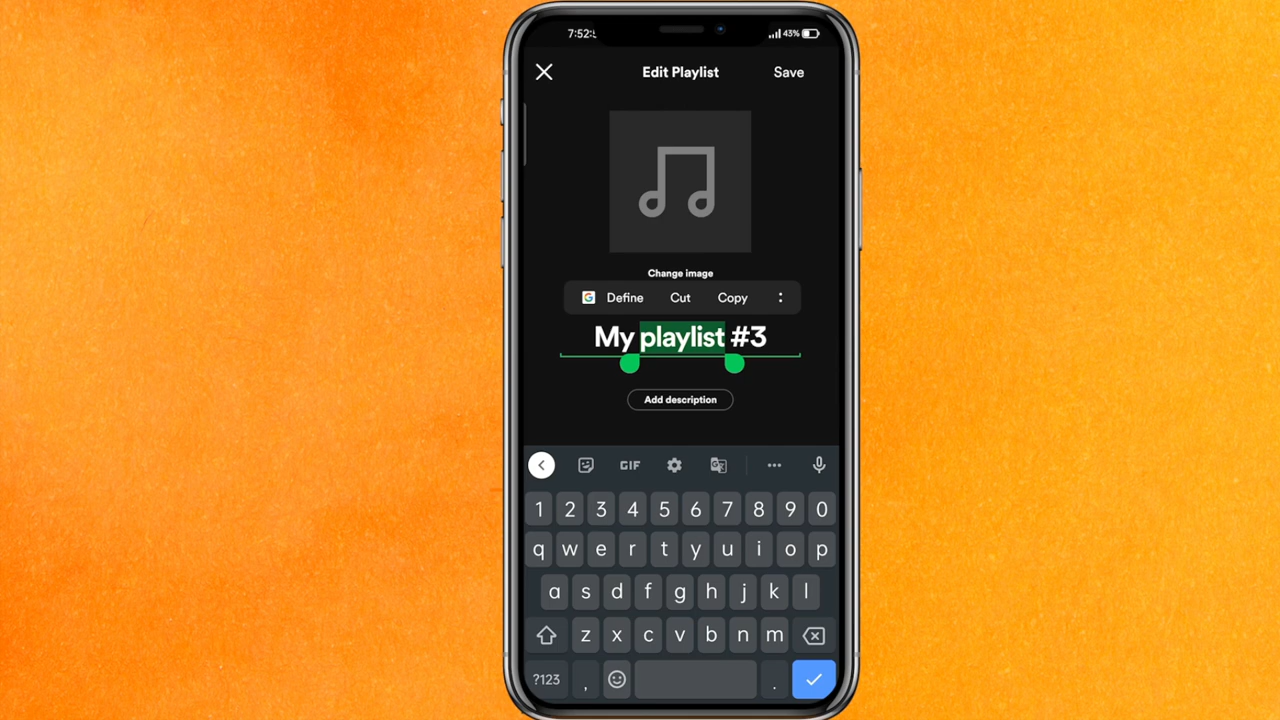 7:52
43%
Edit Playlist
Save
Change image
Define Cut Copy
My playlist #3
Add description
GIF
1 2 3 4 5 6 7 8 9 0
q w e r t y u i o p
a s d f g h j k l
z x c v b n m
?123 , .